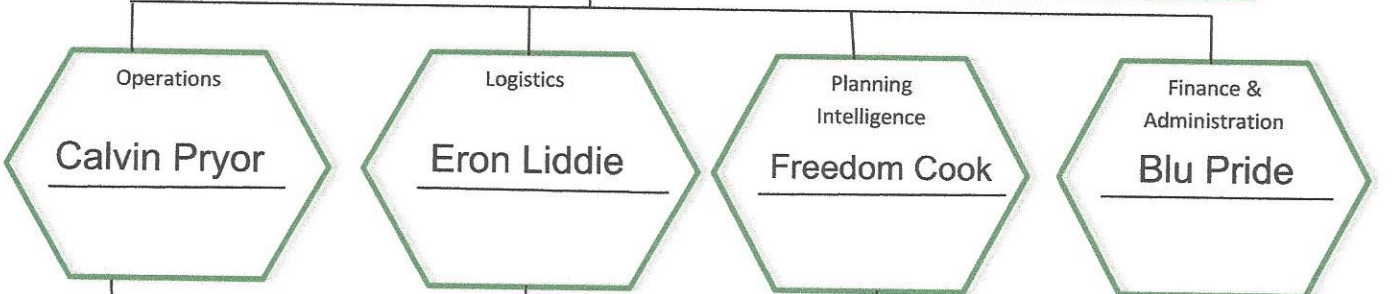 Operations
Calvin Pryor
Logistics
Eron Liddie
Planning
Intelligence
Freedom Cook
Finance &
Administration
Blu Pride